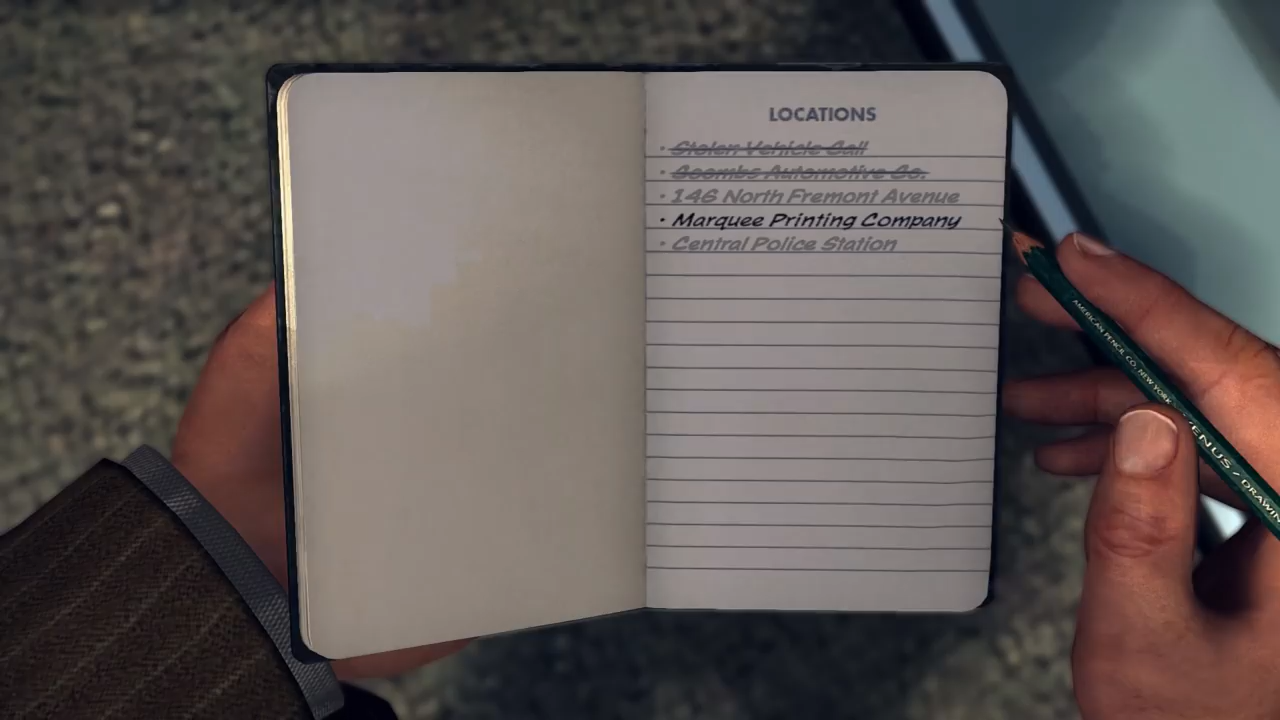 LOCATIONS
· Stolen Vehicle Call
· Coombs Automotive Co.
· 146 North Fremont Avenue
· Marquee Printing Company
· Central Police Station
AMERICAN PENCIL CO. NEW YORK VENUS / DRAWIN